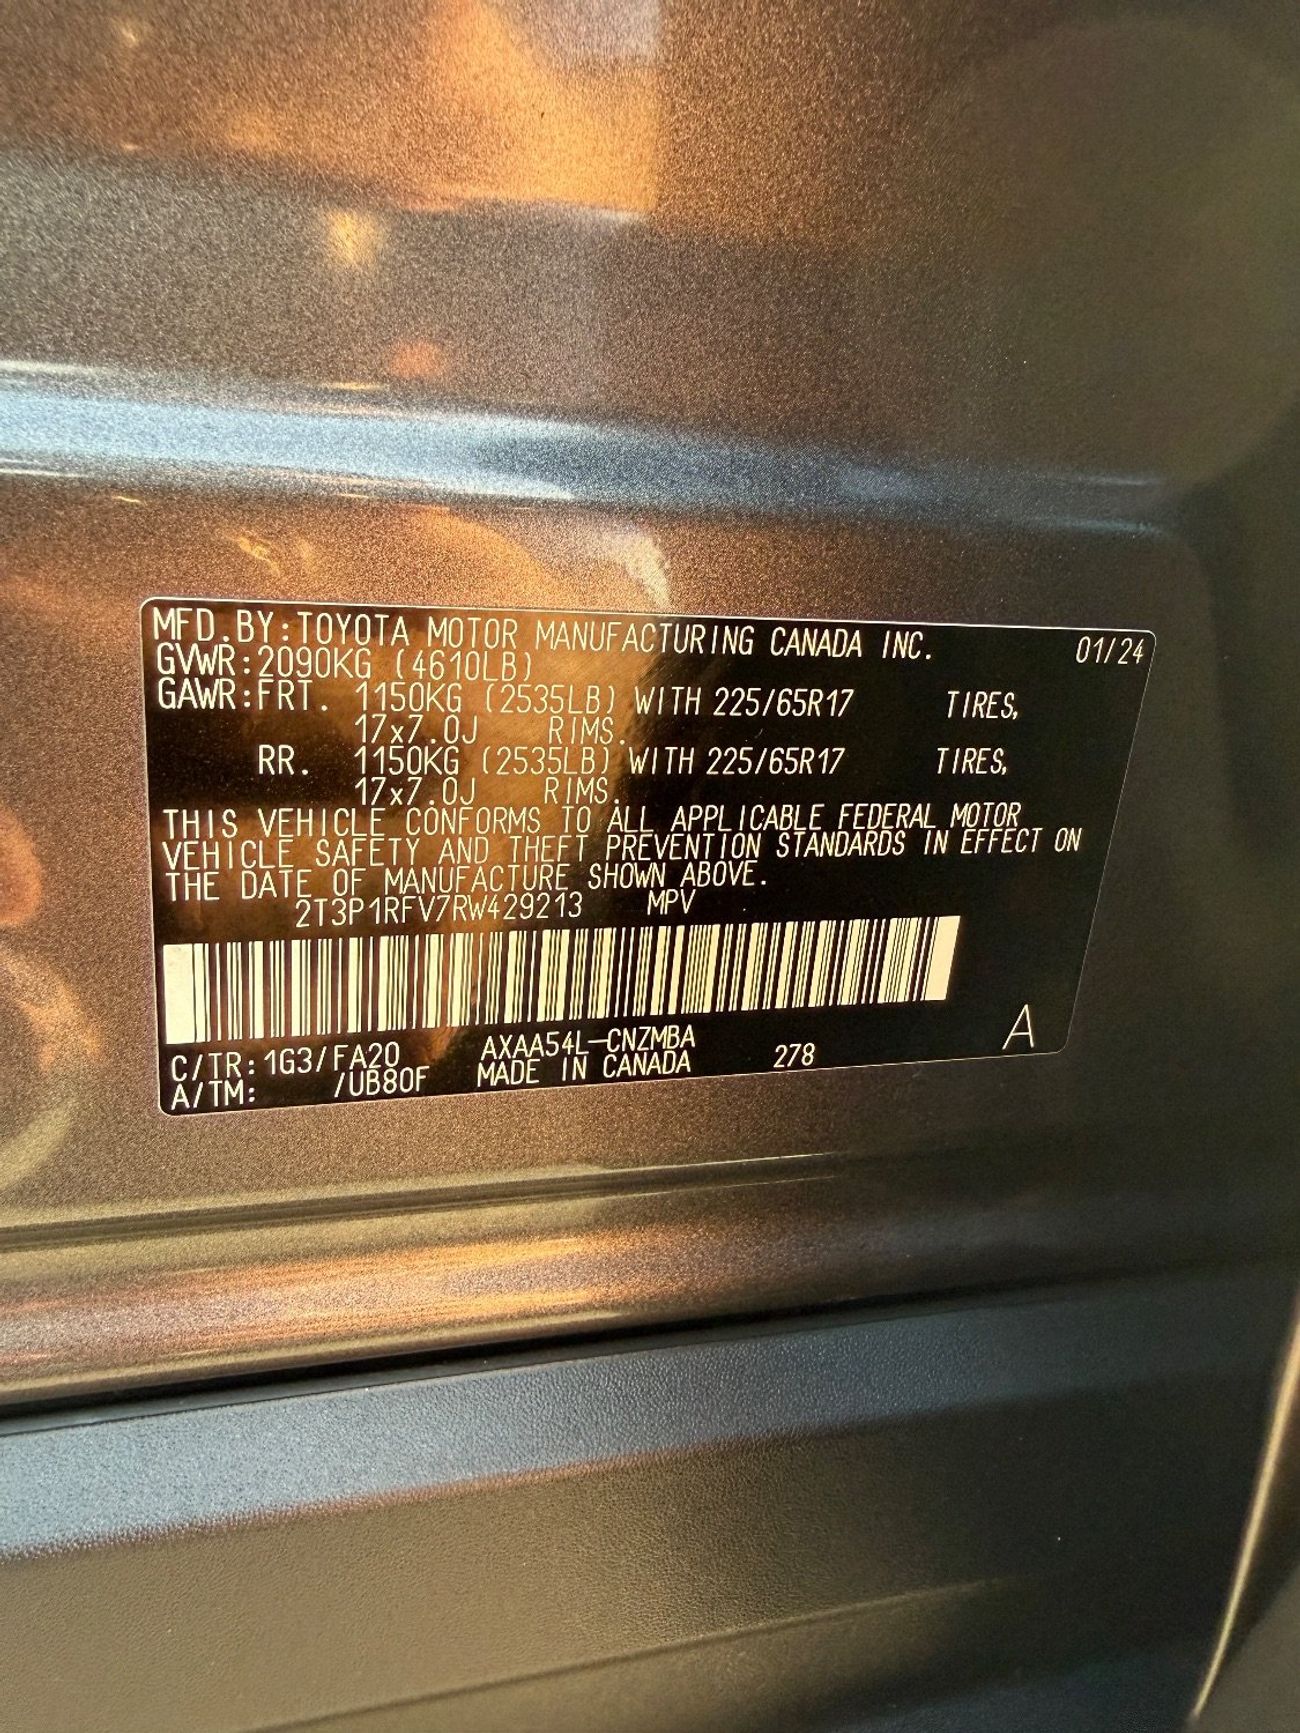 MFD.BY:TOYOTA MOTOR MANUFACTURING CANADA INC. 01/24
GVWR:2090KG (4610LB)
GAWR:FRT. 1150KG (2535LB) WITH 225/65R17 TIRES,
17x7.0J RIMS.
RR. 1150KG (2535LB) WITH 225/65R17 TIRES,
17x7.0J RIMS.
THIS VEHICLE CONFORMS TO ALL APPLICABLE FEDERAL MOTOR
VEHICLE SAFETY AND THEFT PREVENTION STANDARDS IN EFFECT ON
THE DATE OF MANUFACTURE SHOWN ABOVE.
2T3P1RFV7RW429213 MPV
C/TR:1G3/FA20 AXAA54L-CNZMBA
A/TM: /UB80F MADE IN CANADA 278 A